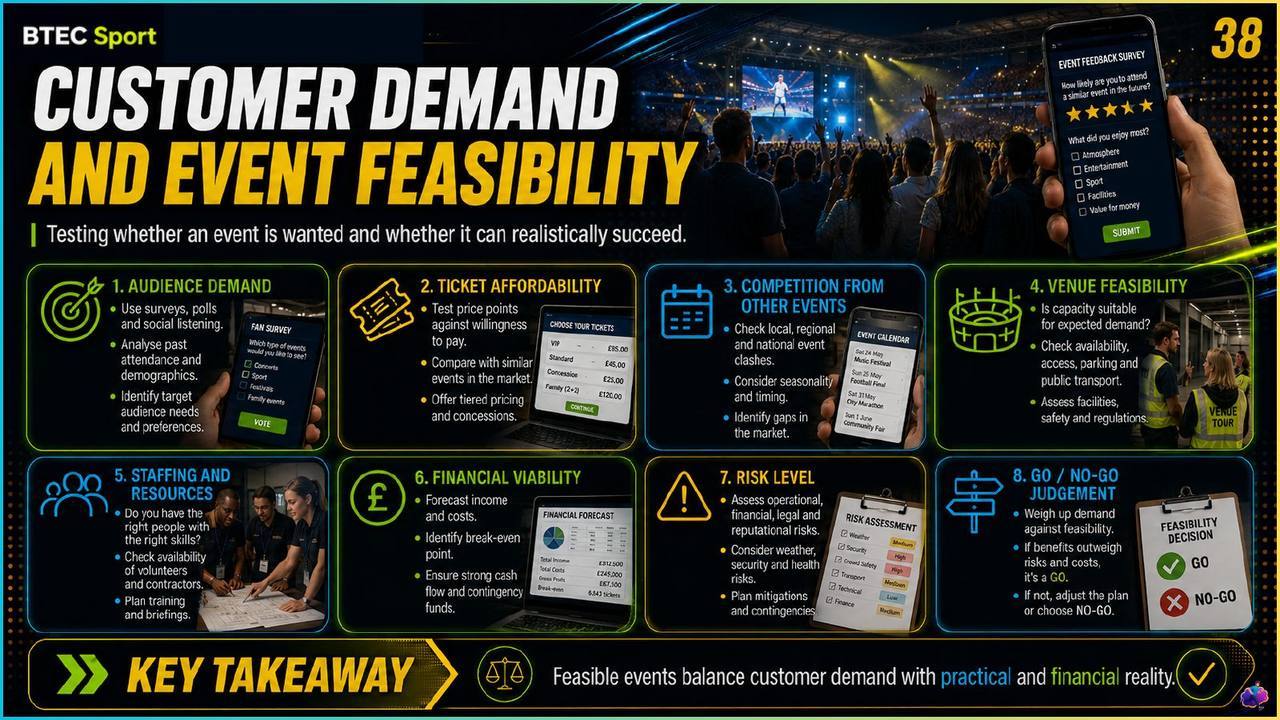 BTEC Sport
38
CUSTOMER DEMAND
AND EVENT FEASIBILITY
Testing whether an event is wanted and whether it can realistically succeed.
EVENT FEEDBACK SURVEY
How likely are you to attend
a similar event in the future?
What did you enjoy most?
Atmosphere
Entertainment
Sport
Facilities
Value for money
SUBMIT
1. AUDIENCE DEMAND
• Use surveys, polls
and social listening.
• Analyse past
attendance and
demographics.
• Identify target
audience needs
and preferences.
FAN SURVEY
Which type of events
would you like to see?
Concerts
Sport
Festivals
Family events
VOTE
2. TICKET AFFORDABILITY
• Test price points
against willingness
to pay.
• Compare with similar
events in the market.
• Offer tiered pricing
and concessions.
CHOOSE YOUR TICKETS
VIP £85.00
Standard £45.00
Concession £25.00
Family (2+2) £120.00
CONTINUE
3. COMPETITION FROM
OTHER EVENTS
• Check local, regional
and national event
clashes.
• Consider seasonality
and timing.
• Identify gaps in
the market.
EVENT CALENDAR
Sat 24 May
Music Festival
Sun 25 May
Football Final
Sat 31 May
City Marathon
Sun 1 June
Community Fair
4. VENUE FEASIBILITY
• Is capacity suitable
for expected demand?
• Check availability,
access, parking and
public transport.
• Assess facilities,
safety and regulations.
VENUE
TOUR
5. STAFFING AND
RESOURCES
• Do you have the
right people with
the right skills?
• Check availability
of volunteers
and contractors.
• Plan training
and briefings.
6. FINANCIAL VIABILITY
• Forecast income
and costs.
• Identify break-even
point.
• Ensure strong cash
flow and contingency
funds.
FINANCIAL FORECAST
Total Income £312,500
Total Costs £245,000
Gross Profit £67,500
Break-even 6,543 tickets
7. RISK LEVEL
• Assess operational,
financial, legal and
reputational risks.
• Consider weather,
security and health
risks.
• Plan mitigations
and contingencies
RISK ASSESSMENT
Weather Medium
Security High
Crowd Safety High
Transport Medium
Technical Low
Finance Medium
8. GO / NO-GO
JUDGEMENT
• Weigh up demand
against feasibility.
• If benefits outweigh
risks and costs,
it's a GO.
• If not, adjust the plan
or choose NO-GO.
FEASIBILITY
DECISION
GO
NO-GO
KEY TAKEAWAY
Feasible events balance customer demand with practical and financial reality.